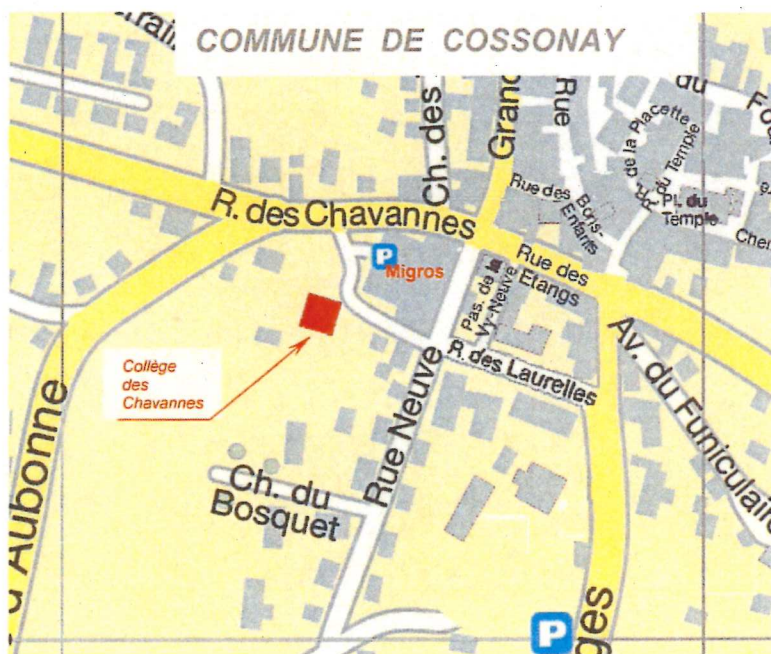 COMMUNE DE COSSONAY
Ch. des
Rue
du
de la Placette
R. du Temple
Pl. du
Temple
Rue des
Bons-
Enfants
R. des Chavannes
P
Migros
Rue des
Etangs
Pas. de la
Vy-Neuve
R. des Laurelles
Av. du Funiculaire
Collège
des
Chavannes
Rue Neuve
Ch. du
Bosquet
d'Aubonne
P